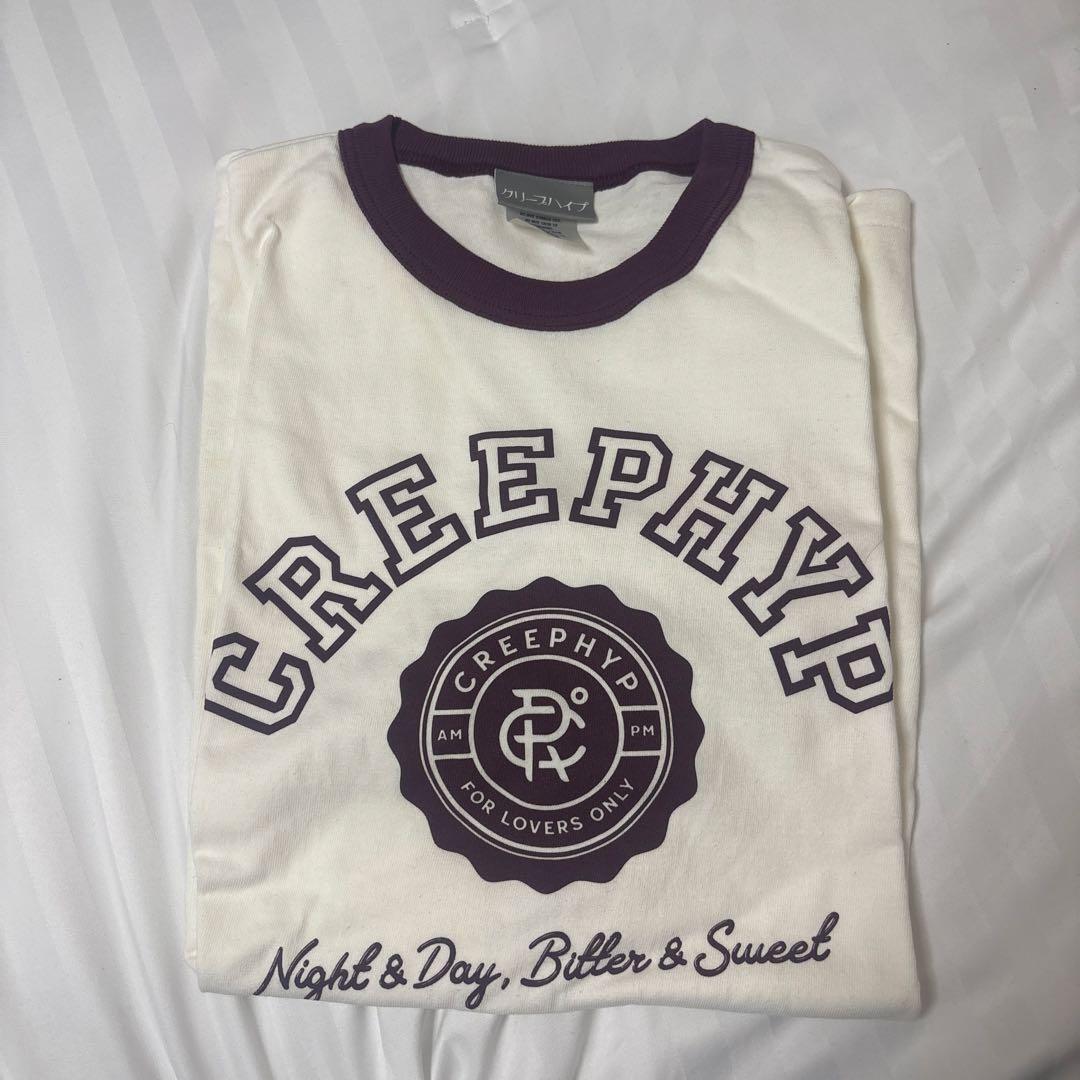 クリープハイプ
CREEPHYP
CREEPHYP
AM
PM
FOR LOVERS ONLY
Night & Day, Bitter & Sweet